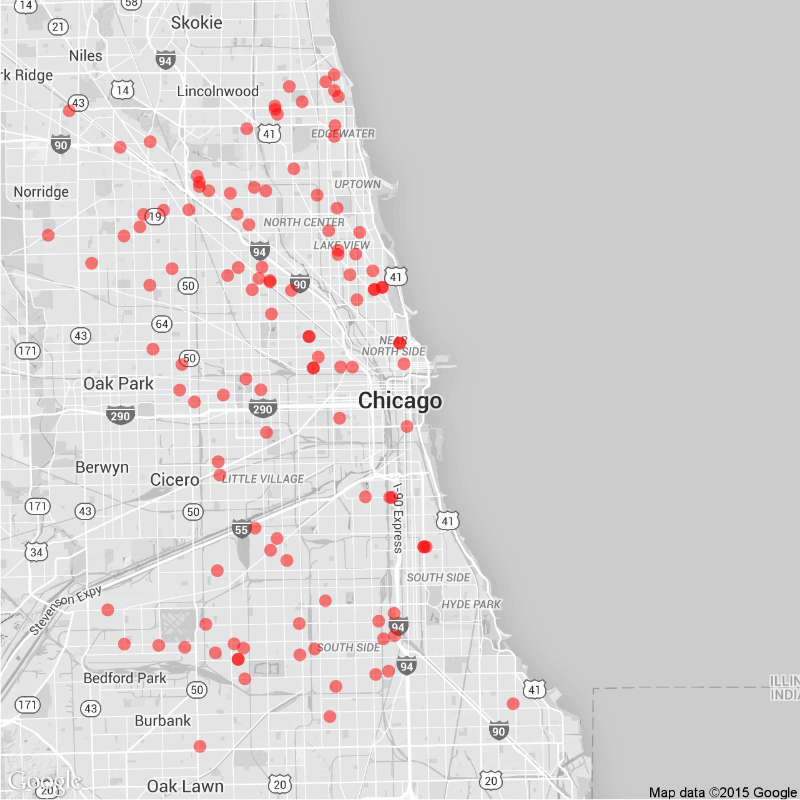 14
58
21
Skokie
Niles
94
rk Ridge
14
Lincolnwood
43
41
EDGEWATER
90
Norridge
UPTOWN
19
NORTH CENTER
LAKE VIEW
94
41
50
90
64
43
171
NEAR
NORTH SIDE
50
Oak Park
Chicago
290
290
Berwyn
Cicero
LITTLE VILLAGE
171
43
50
I-90 Express
41
55
34
SOUTH SIDE
Stevenson Expy
HYDE PARK
94
SOUTH SIDE
94
Bedford Park
50
41
ILLIN
INDIA
171
43
Burbank
90
Google
20
Oak Lawn
20
20
Map data ©2015 Google